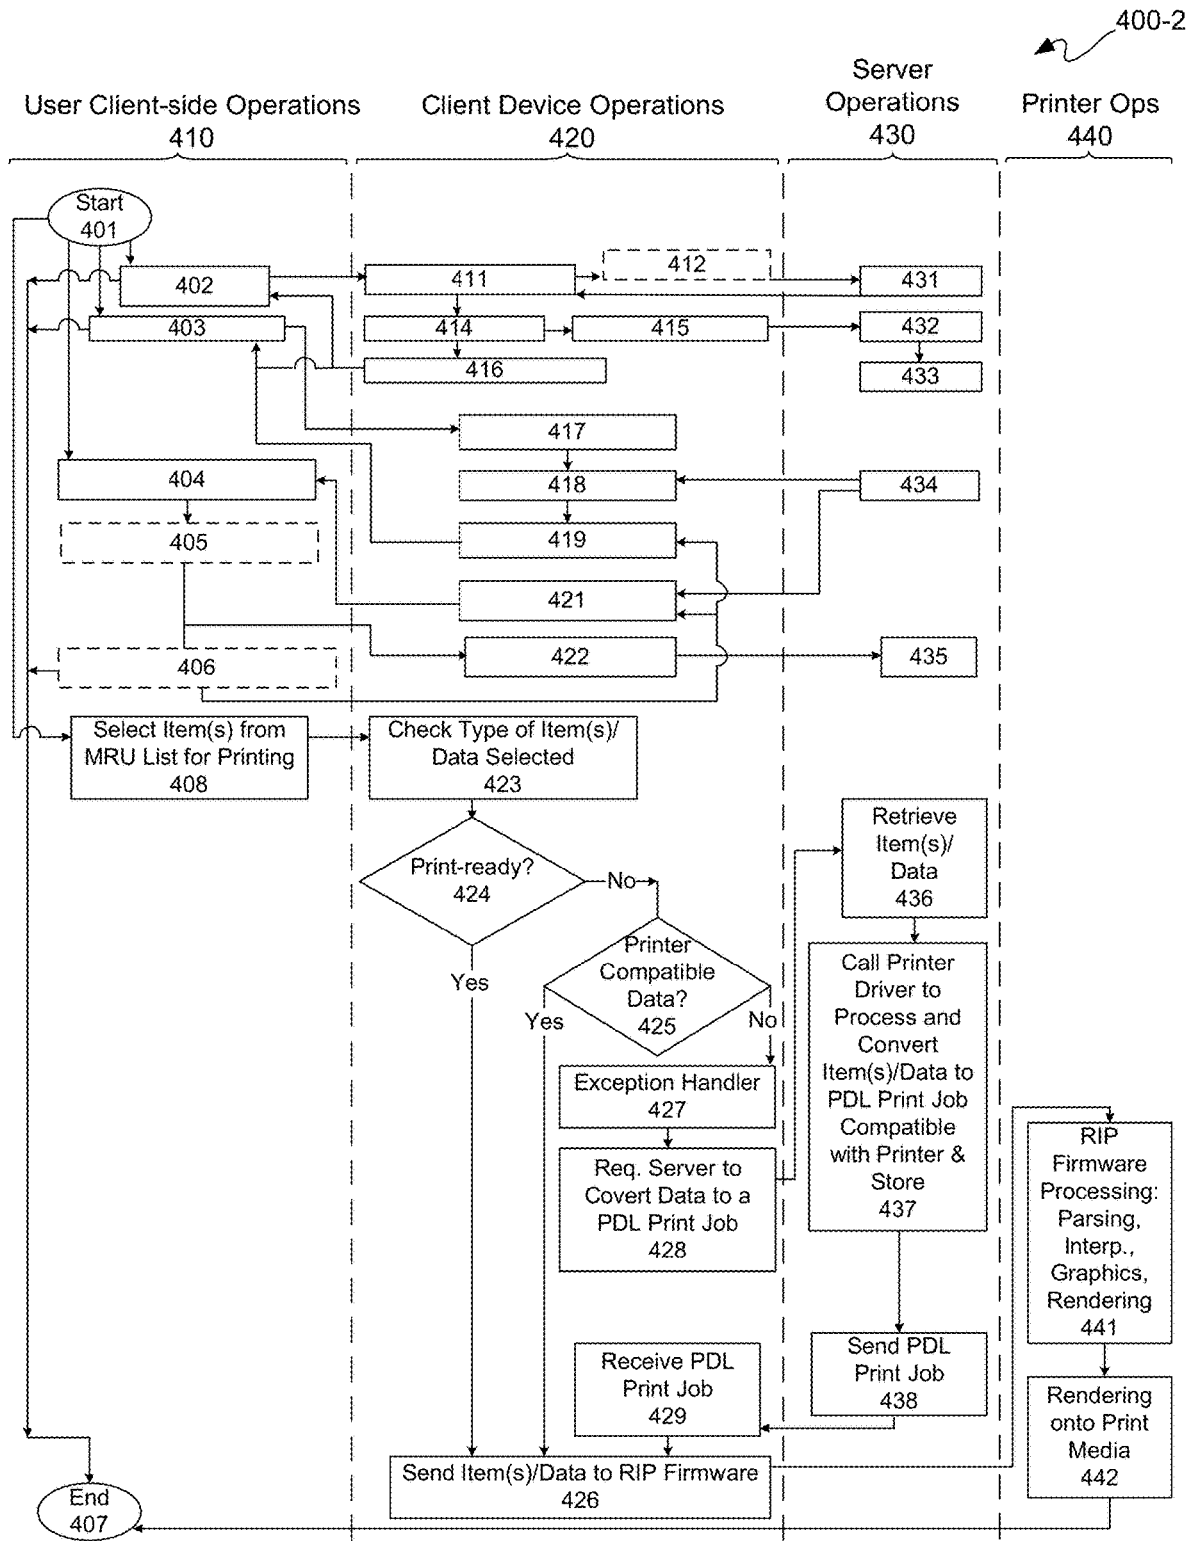 400-2
User Client-side Operations
410
Client Device Operations
420
Server
Operations
430
Printer Ops
440
Start
401
402
411
412
431
403
414
415
432
416
433
417
404
418
434
405
419
421
406
422
435
Select Item(s) from
MRU List for Printing
408
Check Type of Item(s)/
Data Selected
423
Print-ready?
424
No
Yes
Printer
Compatible
Data?
425
Yes
No
Exception Handler
427
Req. Server to
Covert Data to a
PDL Print Job
428
Retrieve
Item(s)/
Data
436
Call Printer
Driver to
Process and
Convert
Item(s)/Data to
PDL Print Job
Compatible
with Printer &
Store
437
Send PDL
Print Job
438
Receive PDL
Print Job
429
Send Item(s)/Data to RIP Firmware
426
RIP
Firmware
Processing:
Parsing,
Interp.,
Graphics,
Rendering
441
Rendering
onto Print
Media
442
End
407